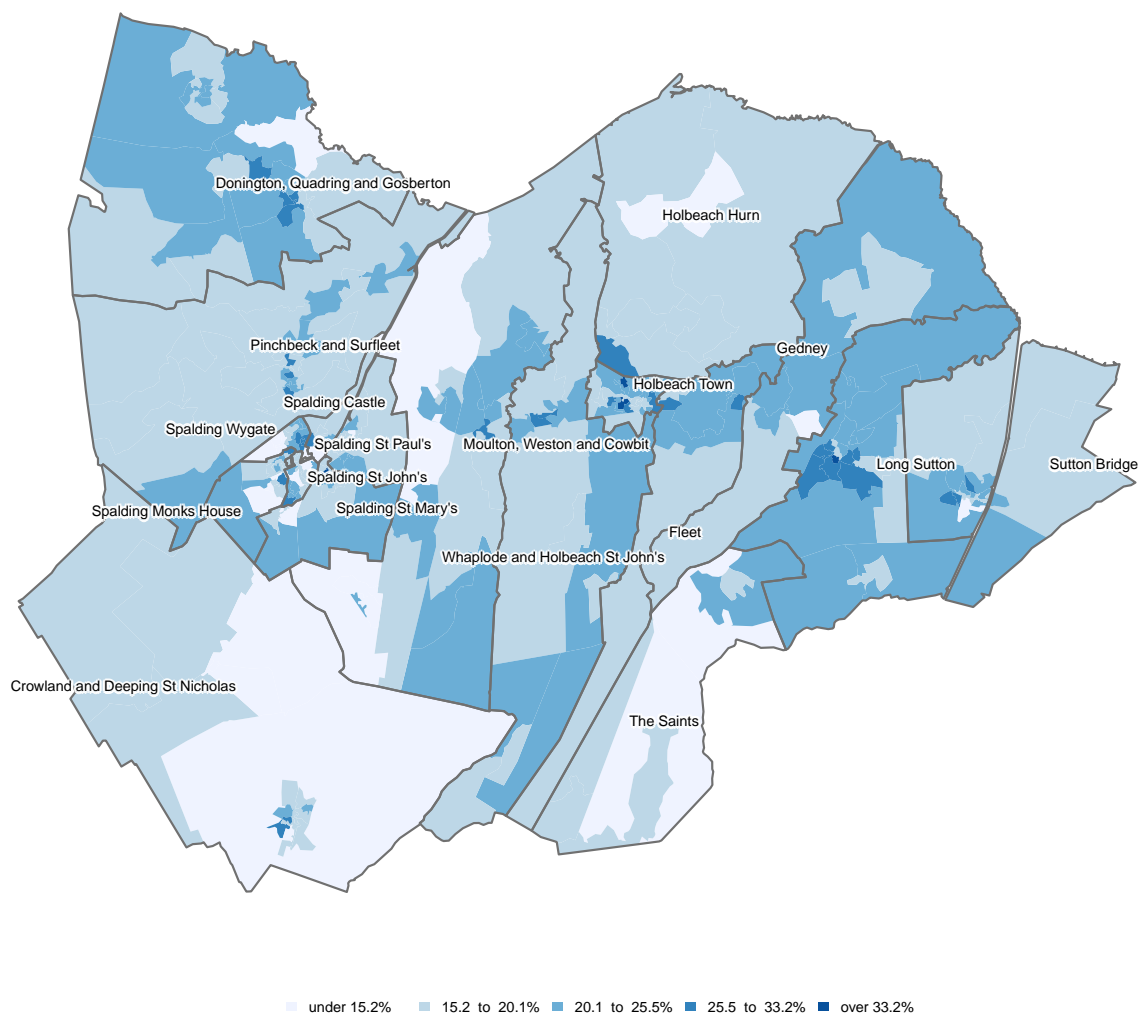 Donington, Quadring and Gosberton
Holbeach Hurn
Pinchbeck and Surfleet
Gedney
Holbeach Town
Spalding Castle
Spalding Wygate
Spalding St Paul's
Moulton, Weston and Cowbit
Long Sutton
Sutton Bridge
Spalding St John's
Spalding Monks House
Spalding St Mary's
Fleet
Whaplode and Holbeach St John's
Crowland and Deeping St Nicholas
The Saints
under 15.2% 15.2 to 20.1% 20.1 to 25.5% 25.5 to 33.2% over 33.2%